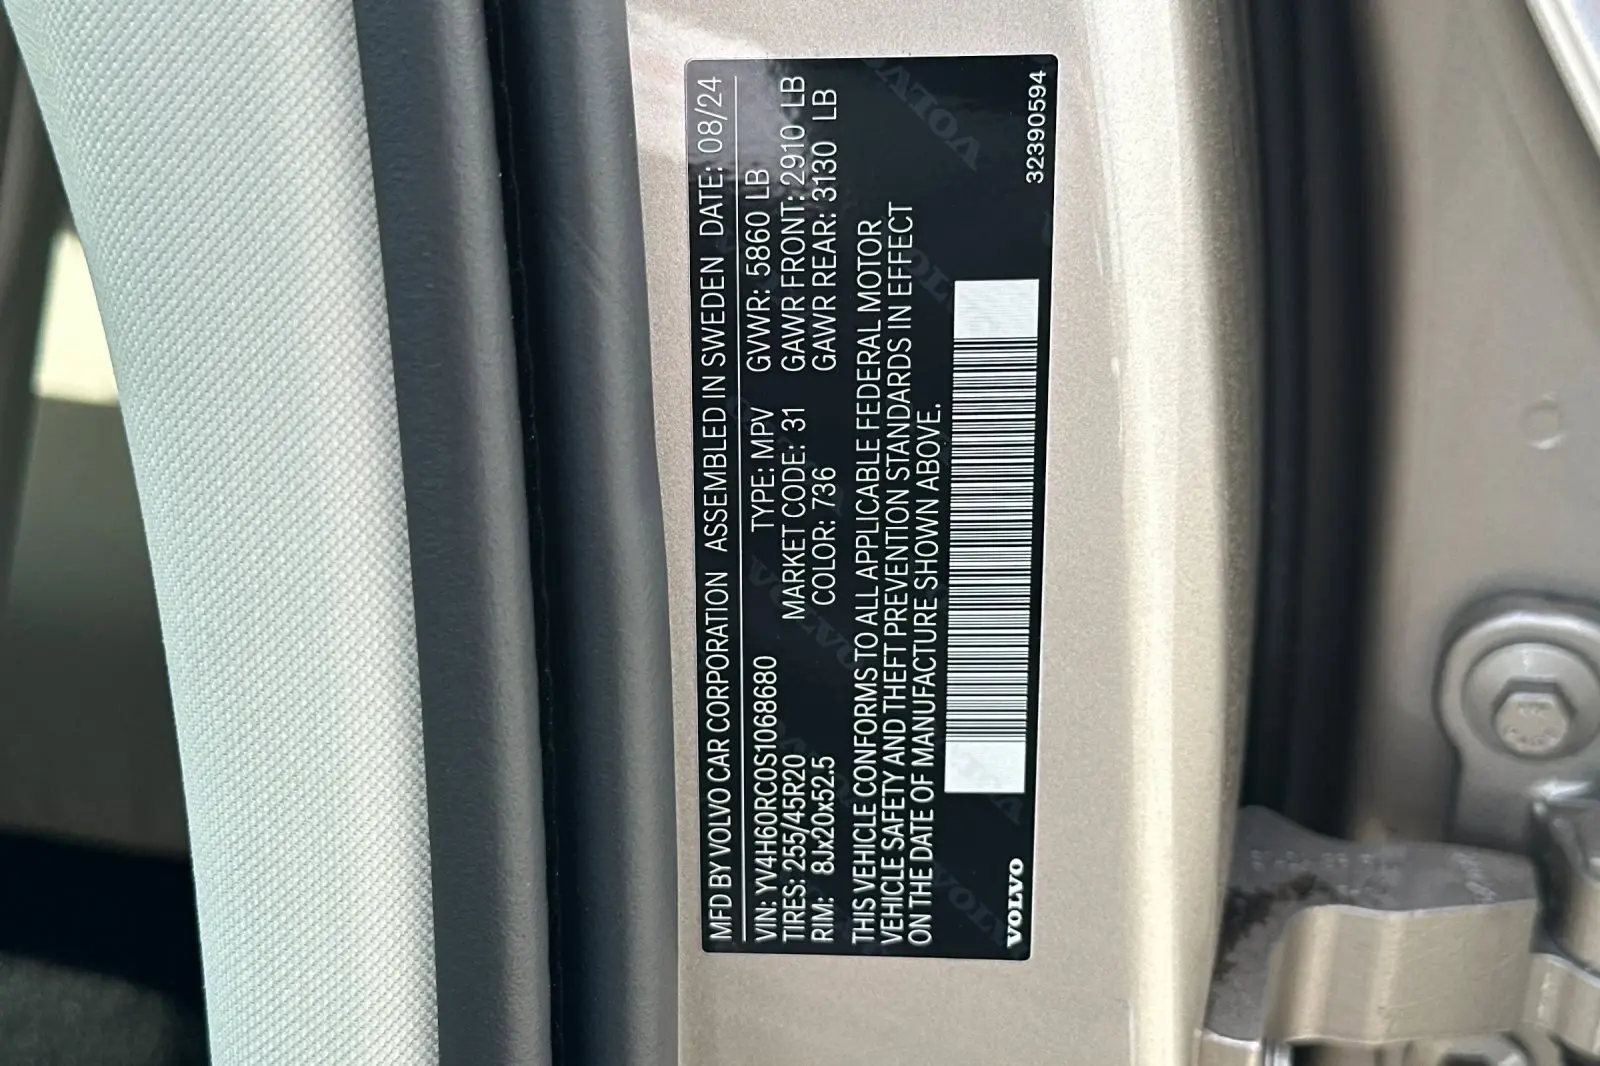 MFD BY VOLVO CAR CORPORATION ASSEMBLED IN SWEDEN DATE: 08/24
VIN: YV4H60RC0S1068680 TYPE: MPV GVWR: 5860 LB
TIRES: 255/45R20 MARKET CODE: 31 GAWR FRONT: 2910 LB
RIM: 8Jx20x52.5 COLOR: 736 GAWR REAR: 3130 LB
THIS VEHICLE CONFORMS TO ALL APPLICABLE FEDERAL MOTOR
VEHICLE SAFETY AND THEFT PREVENTION STANDARDS IN EFFECT
ON THE DATE OF MANUFACTURE SHOWN ABOVE.
VOLVO 32390594